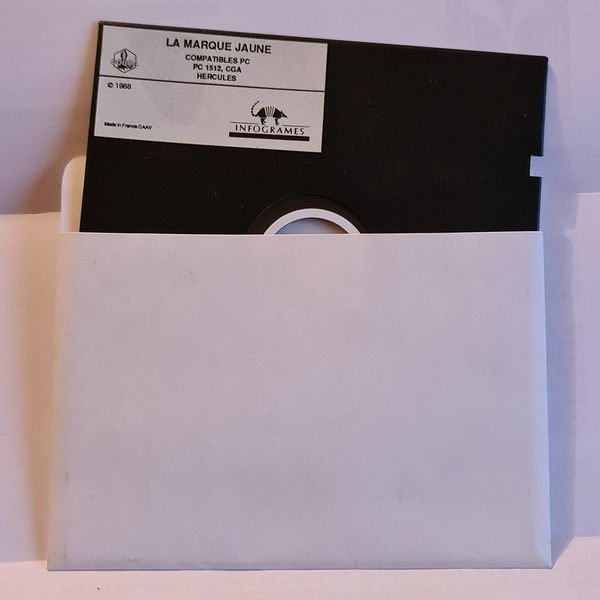 LA MARQUE JAUNE
COMPATIBLES PC
PC 1512, CGA
HERCULES
© 1988
Made in France CAAV
INFOGRAMES